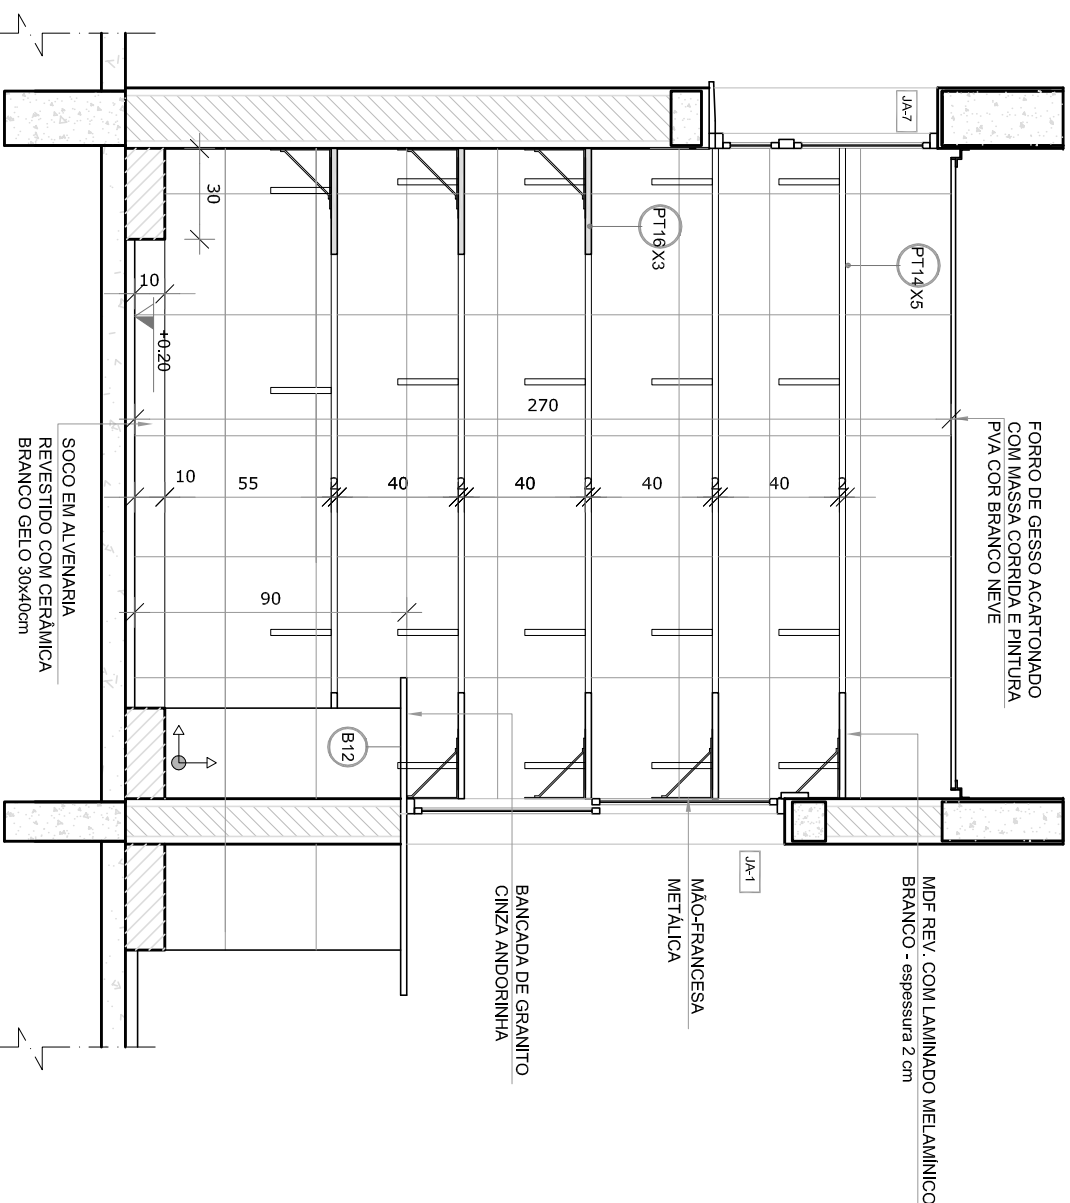 JA-7
30
PT16 X3
PT14 X5
10
+0.20
270
FORRO DE GESSO ACARTONADO
COM MASSA CORRIDA E PINTURA
PVA COR BRANCO NEVE
SOCO EM ALVENARIA
REVESTIDO COM CERÂMICA
BRANCO GELO 30x40cm
10
55
2
40
2
40
2
40
2
40
2
90
B12
JA-1
BANCADA DE GRANITO
CINZA ANDORINHA
MÃO-FRANCESA
METÁLICA
MDF REV. COM LAMINADO MELAMÍNICO
BRANCO - espessura 2 cm